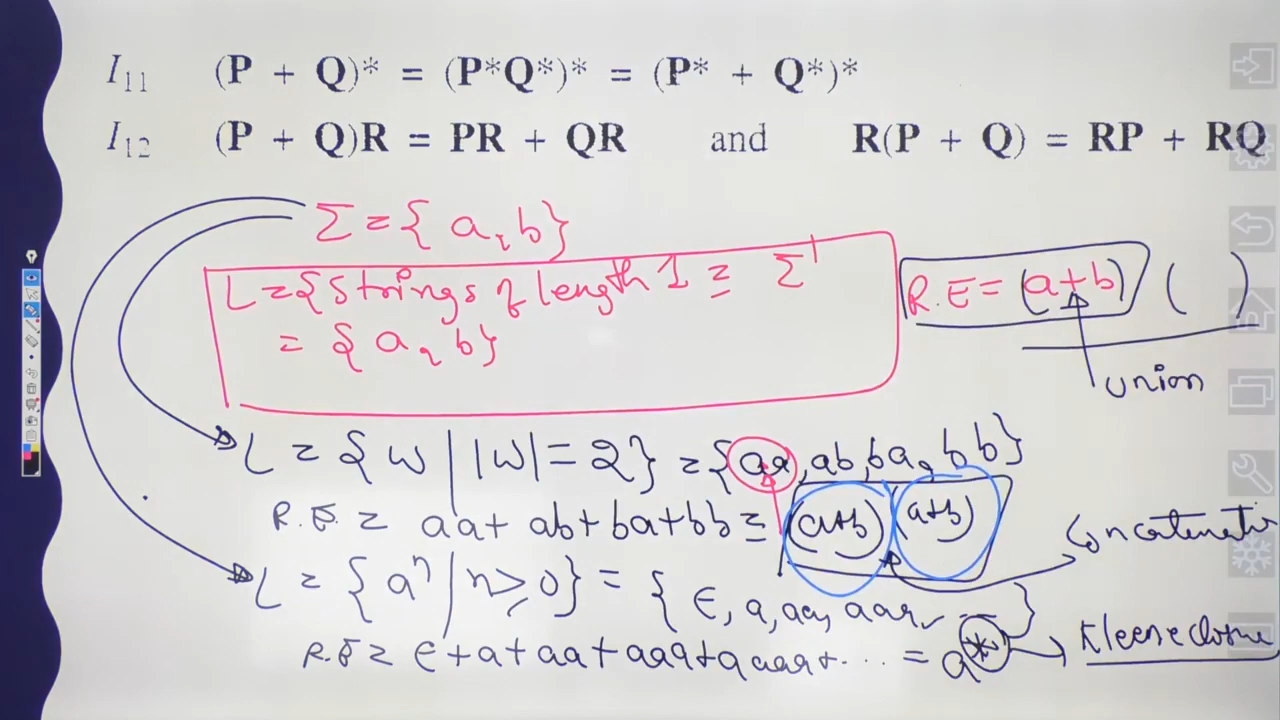 I₁₁ (P + Q)* = (P*Q*)* = (P* + Q*)*
I₁₂ (P + Q)R = PR + QR and R(P + Q) = RP + RQ
Σ = {a, b}
L = {Strings of length 1 = Σ¹
= {a, b}
R.E = (a+b) ( )
union
L = {w | |w| = 2} = {aa, ab, ba, bb}
R.E. = aa + ab + ba + bb = (a+b) (a+b)
Concatenati
L = {aⁿ | n ≥ 0} = {ϵ, a, aa, aaa, --}
R.E = ϵ + a + aa + aaa + aaaa + .... = a*
Kleene closure